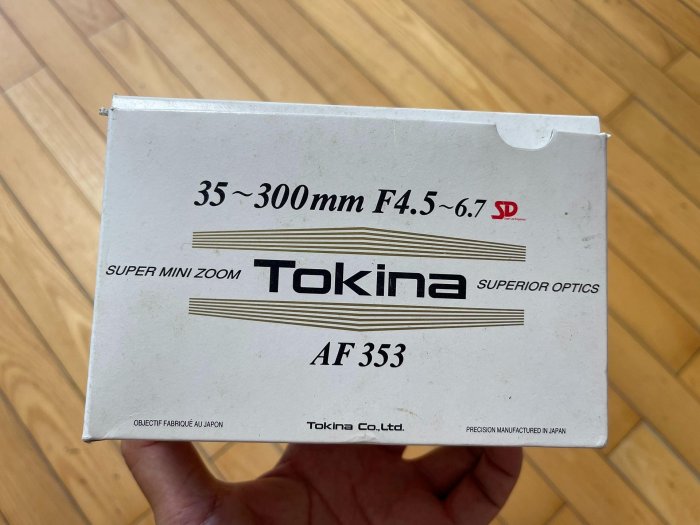 35~300mm F4.5~6.7 SD
SUPER MINI ZOOM Tokina SUPERIOR OPTICS
AF 353
OBJECTIF FABRIQUÉ AU JAPON Tokina Co.,Ltd. PRECISION MANUFACTURED IN JAPAN